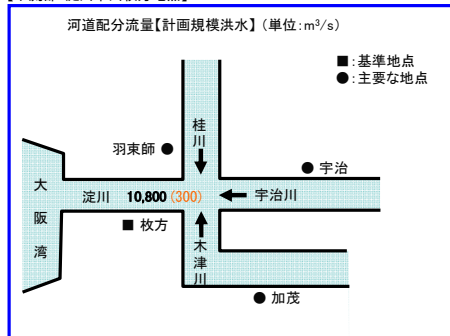 河道配分流量【計画規模洪水】（単位：m³/s）
■：基準地点
●：主要な地点
桂川
羽束師 ●
● 宇治
大阪湾
淀川 10,800 (300)
宇治川
■ 枚方
木津川
● 加茂